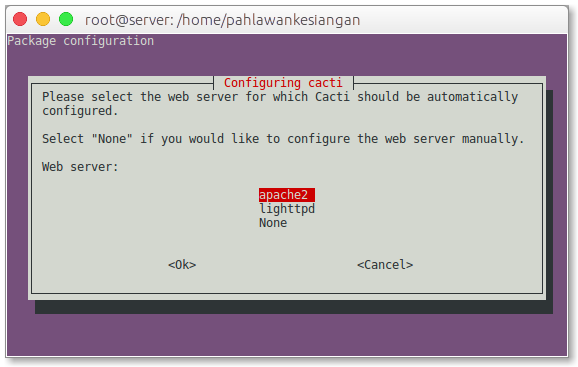 root@server: /home/pahlawankesiangan
Package configuration
Configuring cacti
Please select the web server for which Cacti should be automatically
configured.
Select "None" if you would like to configure the web server manually.
Web server:
apache2
lighttpd
None
<Ok> <Cancel>